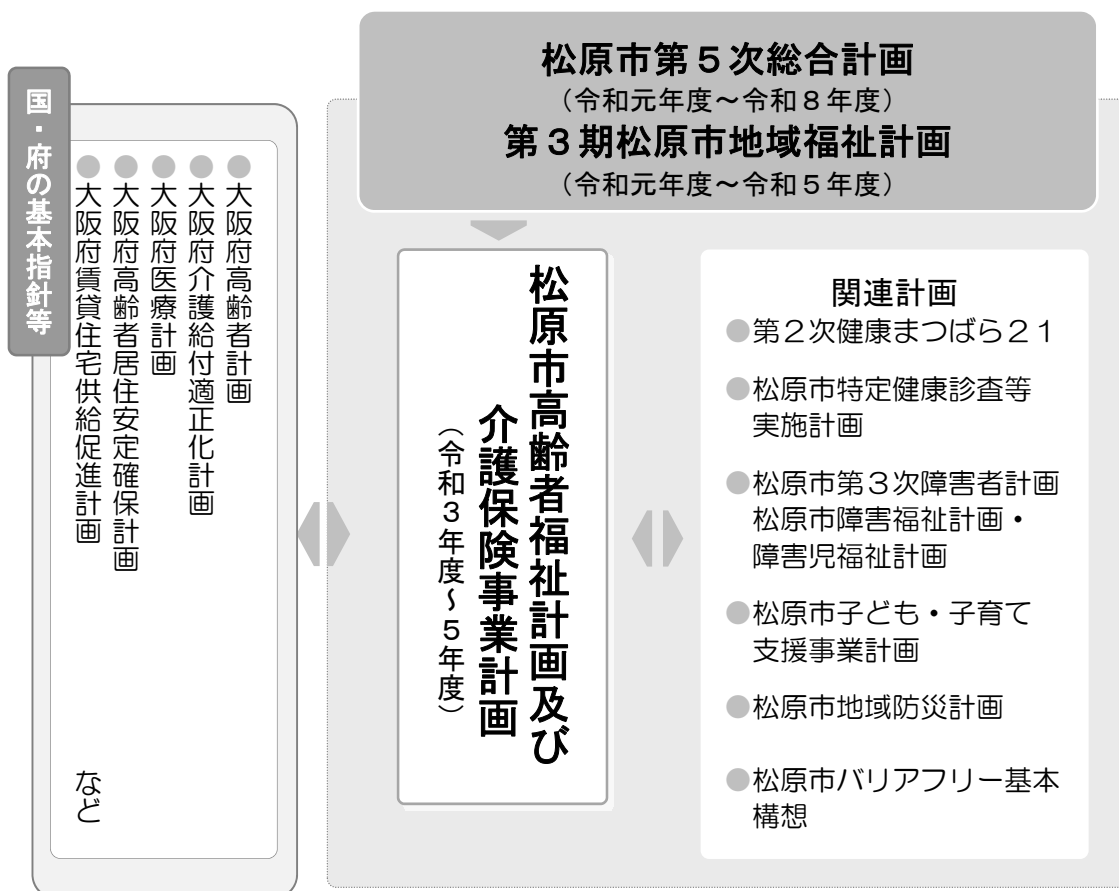 松原市第５次総合計画
（令和元年度～令和８年度）
第３期松原市地域福祉計画
（令和元年度～令和５年度）
国・府の基本指針等
●大阪府高齢者計画
●大阪府介護給付適正化計画
●大阪府医療計画
●大阪府高齢者居住安定確保計画
●大阪府賃貸住宅供給促進計画
など
松原市高齢者福祉計画及び
介護保険事業計画
（令和３年度～５年度）
関連計画
●第２次健康まつばら２１
●松原市特定健康診査等
実施計画
●松原市第３次障害者計画
松原市障害福祉計画・
障害児福祉計画
●松原市子ども・子育て
支援事業計画
●松原市地域防災計画
●松原市バリアフリー基本
構想